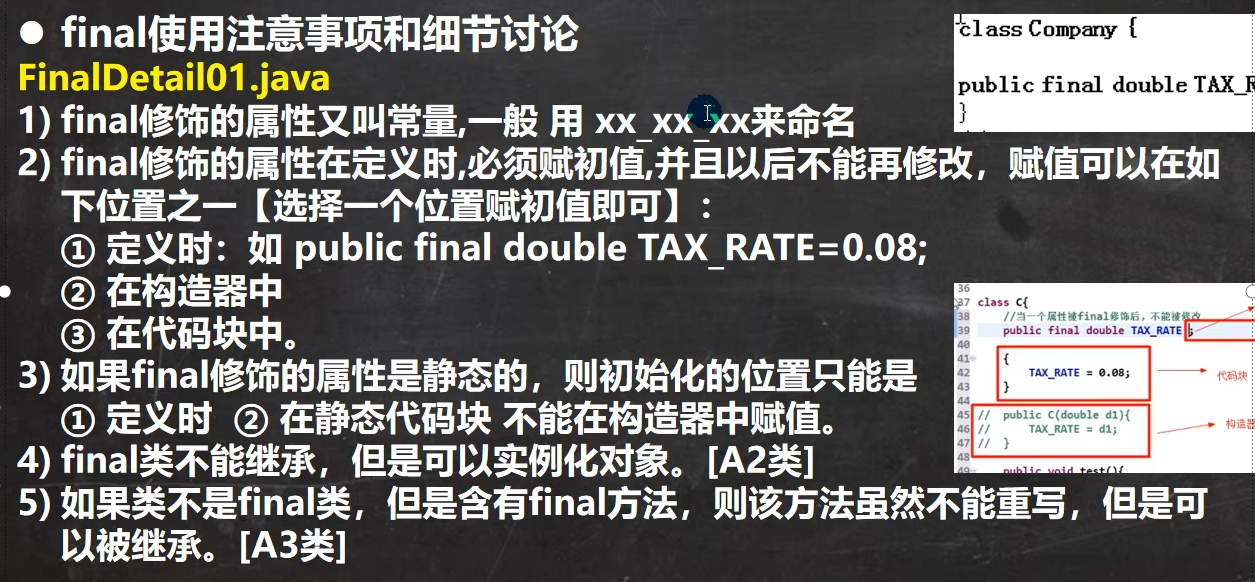 ● final使用注意事项和细节讨论
FinalDetail01.java
1) final修饰的属性又叫常量,一般 用 xx_xx_xx来命名
2) final修饰的属性在定义时,必须赋初值,并且以后不能再修改，赋值可以在如
下位置之一【选择一个位置赋初值即可】:
① 定义时：如 public final double TAX_RATE=0.08;
② 在构造器中
③ 在代码块中。
3) 如果final修饰的属性是静态的，则初始化的位置只能是
① 定义时 ② 在静态代码块 不能在构造器中赋值。
4) final类不能继承，但是可以实例化对象。[A2类]
5) 如果类不是final类，但是含有final方法，则该方法虽然不能重写，但是可
以被继承。[A3类]
class Company {
public final double TAX_R
}
36
37 class C{
38 //当一个属性被final修饰后，不能被修改
39 public final double TAX_RATE ;
40
41 {
42 TAX_RATE = 0.08;
43 }
44
45 // public C(double d1){
46 // TAX_RATE = d1;
47 // }
48
49 public void test(){
代码块
构造器